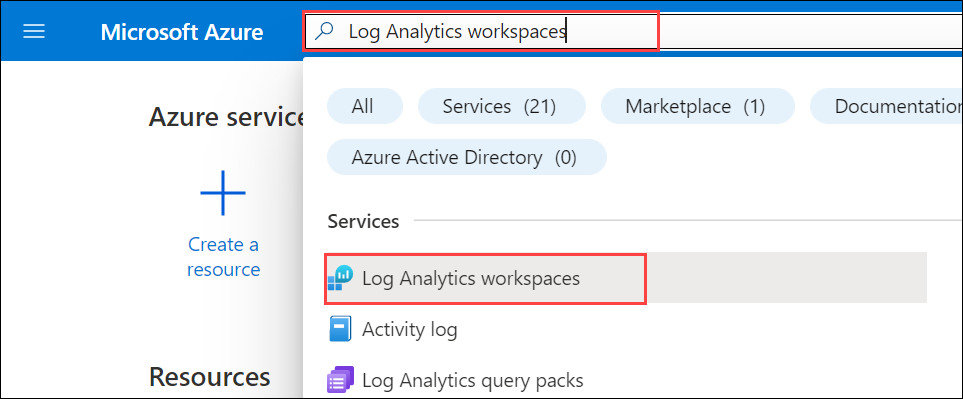 Microsoft Azure
Log Analytics workspaces
All
Services (21)
Marketplace (1)
Documentation
Azure Active Directory (0)
Azure service
Create a
resource
Services
Log Analytics workspaces
Activity log
Log Analytics query packs
Resources